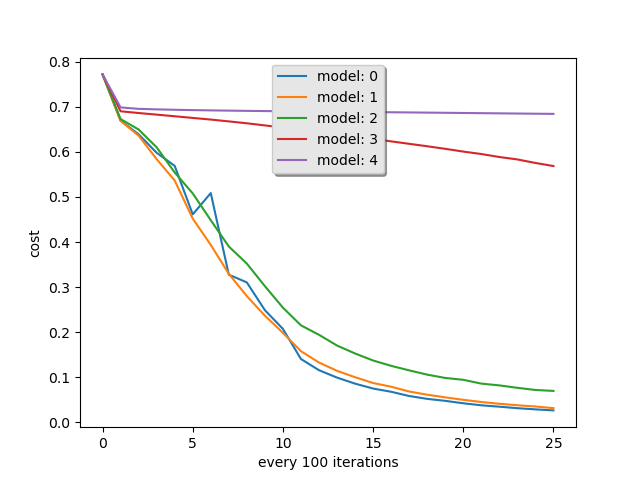 0.8
0.7
0.6
0.5
0.4
0.3
0.2
0.1
0.0
cost
model: 0
model: 1
model: 2
model: 3
model: 4
0 5 10 15 20 25
every 100 iterations